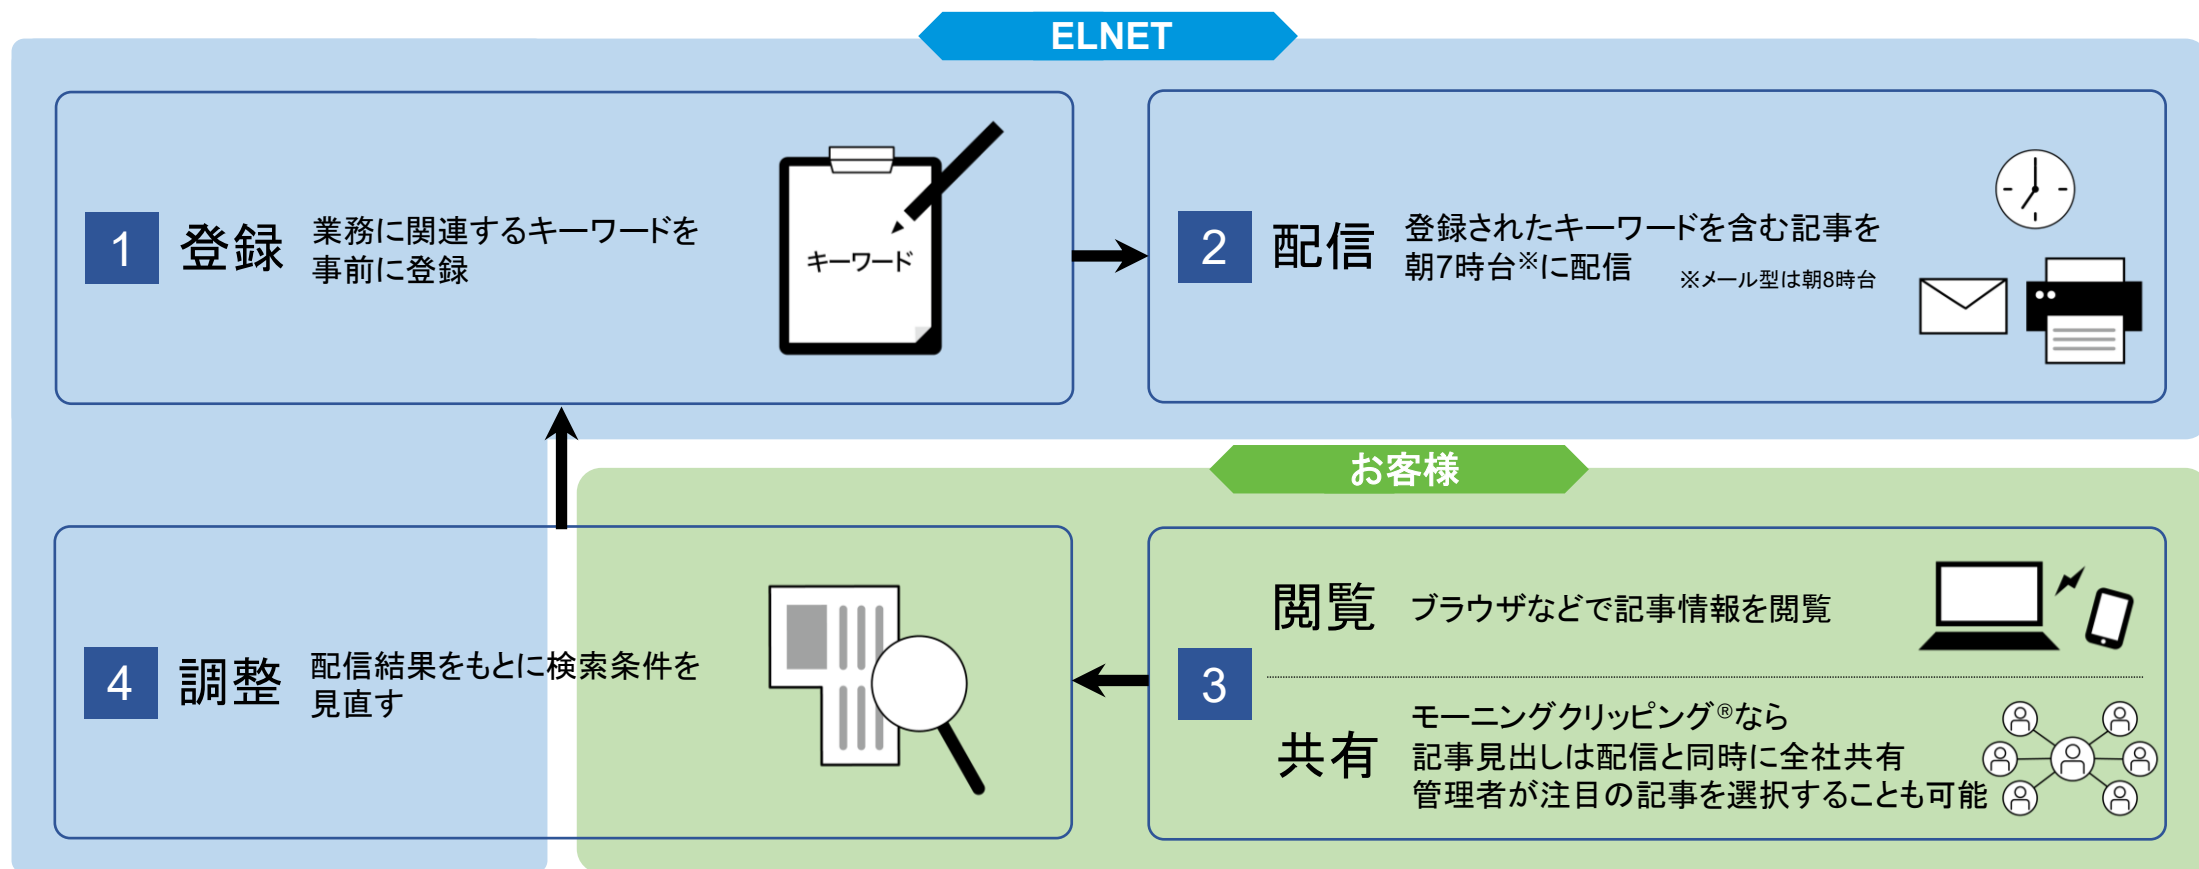 ELNET
1
登録
業務に関連するキーワードを
事前に登録
キーワード
2
配信
登録されたキーワードを含む記事を
朝7時台※に配信
※メール型は朝8時台
お客様
3
閲覧
ブラウザなどで記事情報を閲覧
共有
モーニングクリッピング®なら
記事見出しは配信と同時に全社共有
管理者が注目の記事を選択することも可能
4
調整
配信結果をもとに検索条件を
見直す